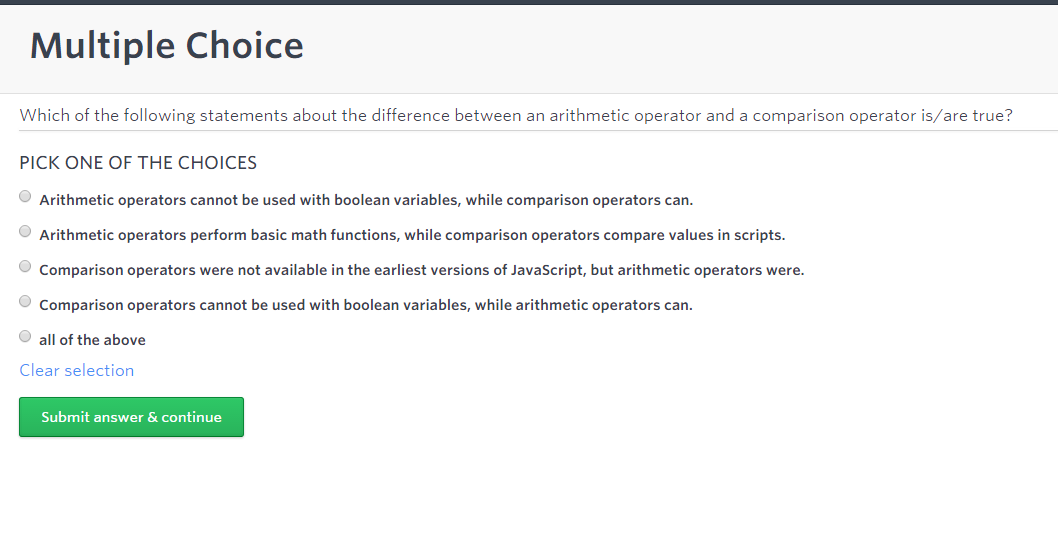 Multiple Choice
Which of the following statements about the difference between an arithmetic operator and a comparison operator is/are true?
PICK ONE OF THE CHOICES
Arithmetic operators cannot be used with boolean variables, while comparison operators can.
Arithmetic operators perform basic math functions, while comparison operators compare values in scripts.
Comparison operators were not available in the earliest versions of JavaScript, but arithmetic operators were.
Comparison operators cannot be used with boolean variables, while arithmetic operators can.
all of the above
Clear selection
Submit answer & continue